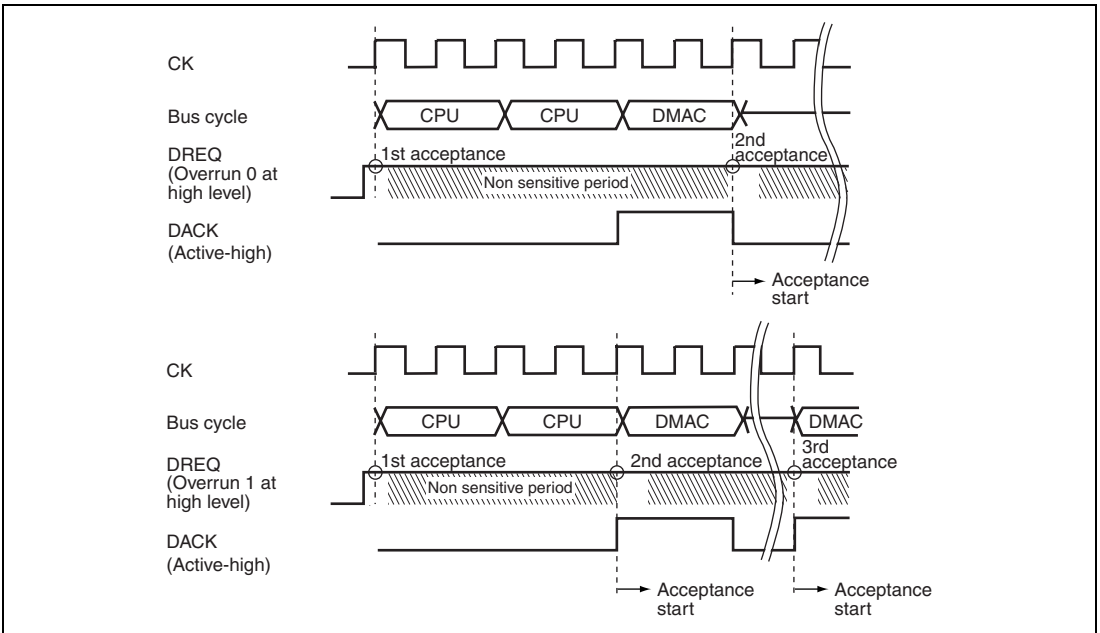 CK
Bus cycle
CPU
CPU
DMAC
DREQ
(Overrun 0 at
high level)
1st acceptance
2nd
acceptance
Non sensitive period
DACK
(Active-high)
Acceptance
start
CK
Bus cycle
CPU
CPU
DMAC
DMAC
DREQ
(Overrun 1 at
high level)
1st acceptance
2nd acceptance
3rd
acceptance
Non sensitive period
DACK
(Active-high)
Acceptance
start
Acceptance
start